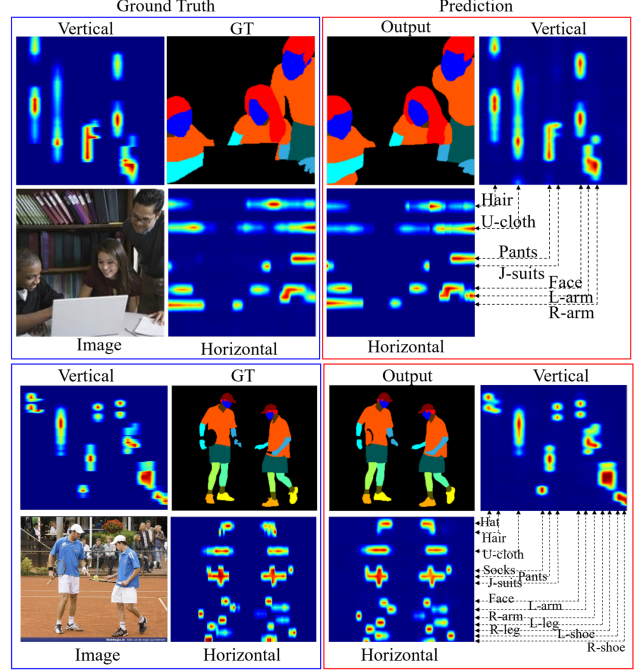 Ground Truth
Prediction
Vertical
GT
Output
Vertical
Hair
U-cloth
Pants
J-suits
Face
L-arm
R-arm
Image
Horizontal
Horizontal
Vertical
GT
Output
Vertical
Hat
Hair
U-cloth
Socks
Pants
J-suits
Face
L-arm
R-arm
L-leg
R-leg
L-shoe
R-shoe
Image
Horizontal
Horizontal